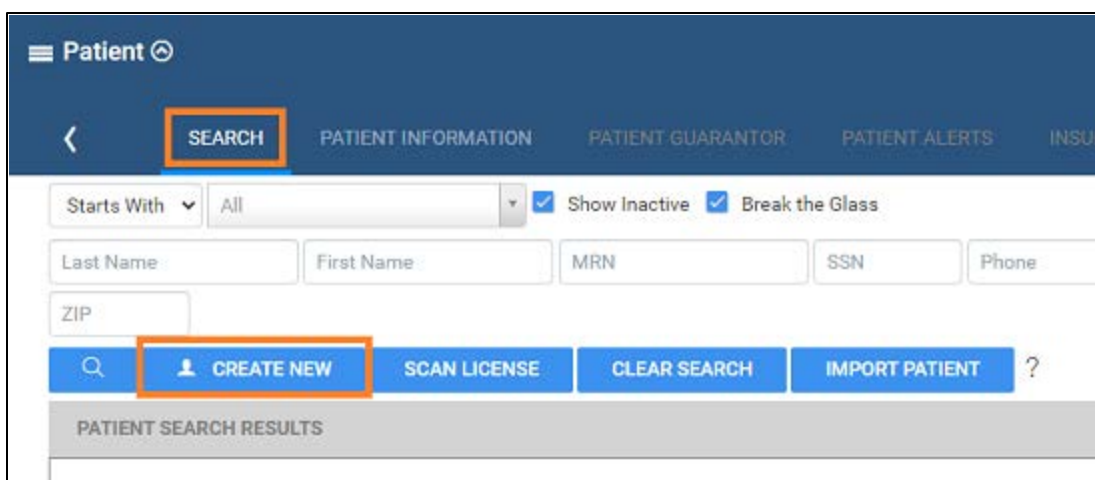 Patient
SEARCH PATIENT INFORMATION PATIENT GUARANTOR PATIENT ALERTS INSU
Starts With All Show Inactive Break the Glass
Last Name First Name MRN SSN Phone
ZIP
CREATE NEW SCAN LICENSE CLEAR SEARCH IMPORT PATIENT ?
PATIENT SEARCH RESULTS